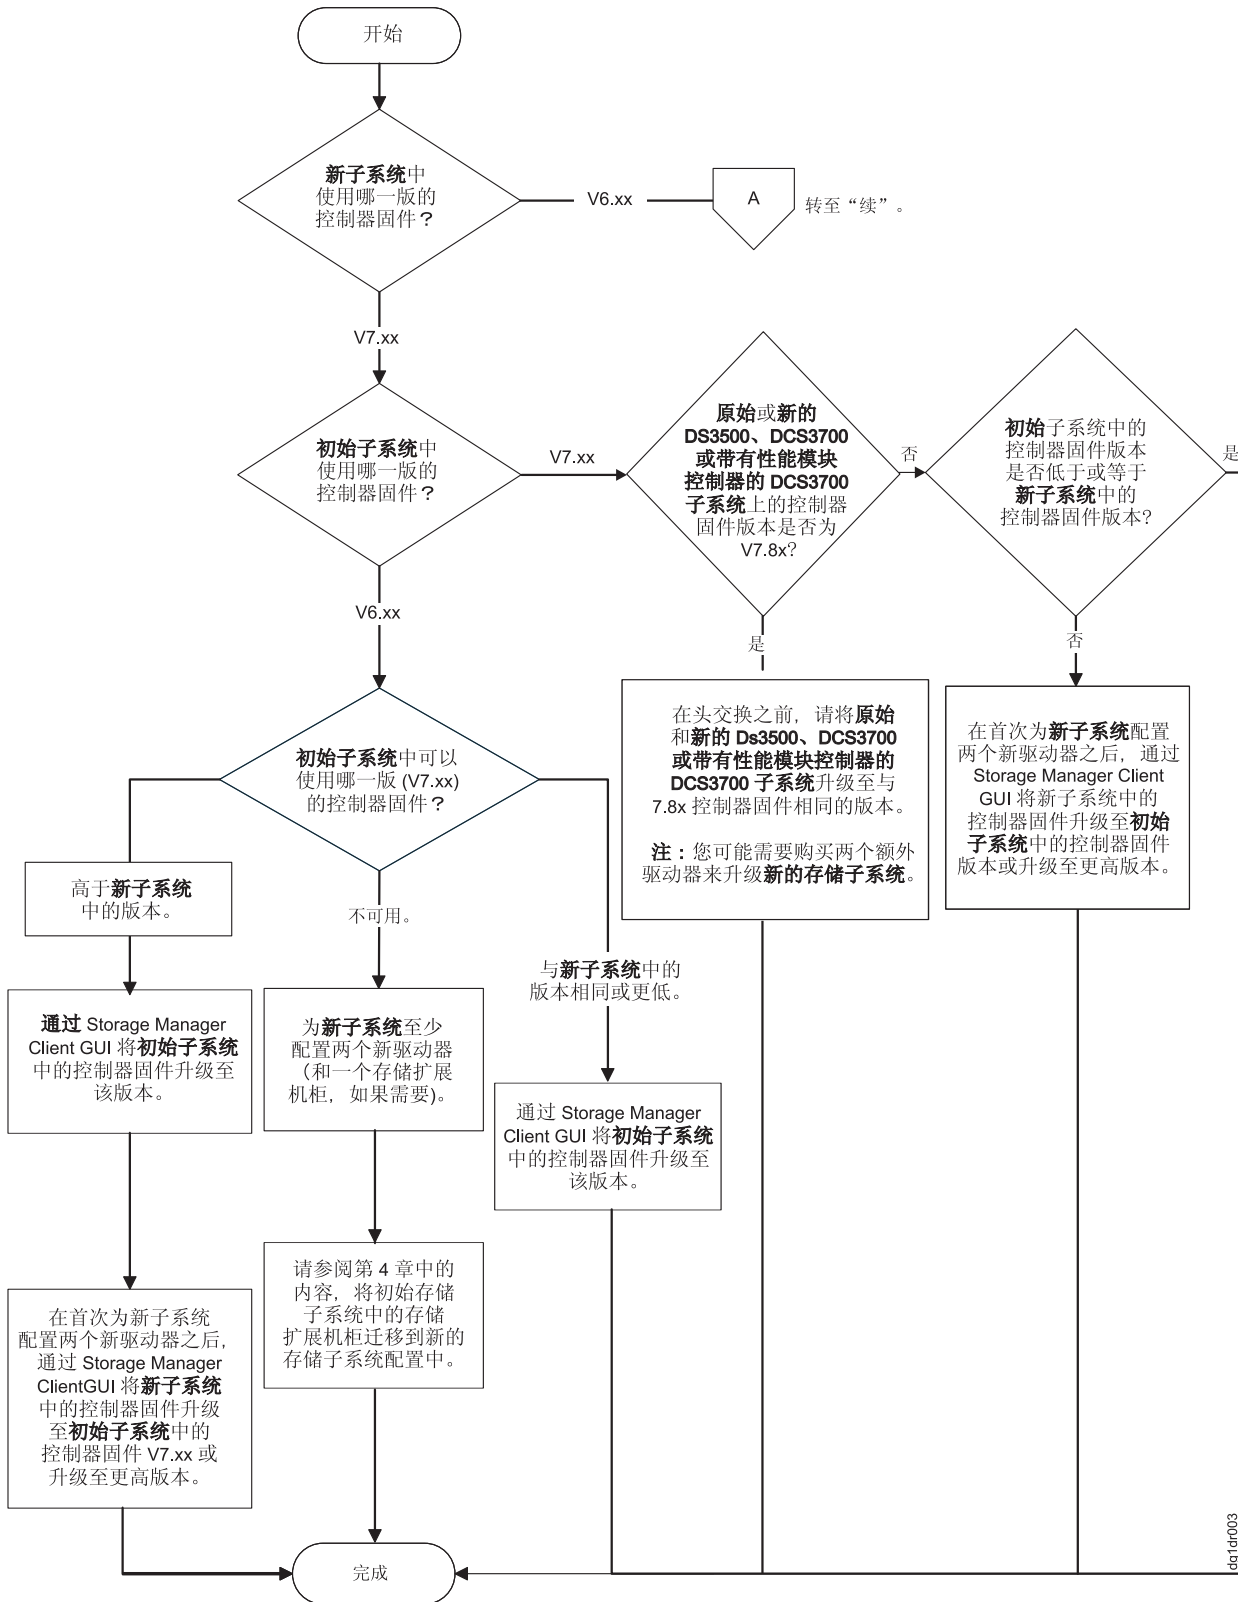 开始
新子系统中
使用哪一版的
控制器固件？
V6.xx
A
转至“续”。
V7.xx
初始子系统中
使用哪一版的
控制器固件？
V7.xx
原始或新的
DS3500、DCS3700
或带有性能模块
控制器的 DCS3700
子系统上的控制器
固件版本是否为
V7.8x?
否
初始子系统中的
控制器固件版本
是否低于或等于
新子系统中的
控制器固件版本?
是
V6.xx
是
否
初始子系统中可以
使用哪一版 (V7.xx)
的控制器固件？
在头交换之前，请将原始
和新的 Ds3500、DCS3700
或带有性能模块控制器的
DCS3700 子系统升级至与
7.8x 控制器固件相同的版本。
注：您可能需要购买两个额外
驱动器来升级新的存储子系统。
在首次为新子系统配置
两个新驱动器之后，通过
Storage Manager Client
GUI 将新子系统中的
控制器固件升级至初始
子系统中的控制器固件
版本或升级至更高版本。
高于新子系统
中的版本。
不可用。
与新子系统中的
版本相同或更低。
通过 Storage Manager
Client GUI 将初始子系统
中的控制器固件升级至
该版本。
为新子系统至少
配置两个新驱动器
（和一个存储扩展
机柜，如果需要)。
通过 Storage Manager
Client GUI 将初始子系统
中的控制器固件升级至
该版本。
请参阅第 4 章中的
内容，将初始存储
子系统中的存储
扩展机柜迁移到新的
存储子系统配置中。
在首次为新子系统
配置两个新驱动器之后，
通过 Storage Manager
ClientGUI 将新子系统
中的控制器固件升级
至初始子系统中的
控制器固件 V7.xx 或
升级至更高版本。
完成
dq1dr003